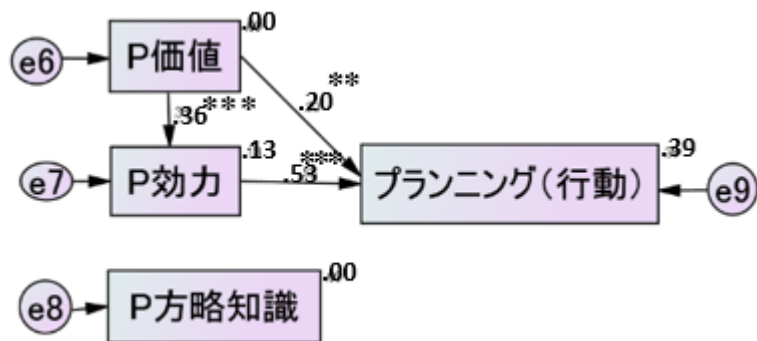 .00
e6
P価値
**
.20
.36***
.13
***
e7
P効力
.53
.39
プランニング（行動）
e9
.00
e8
P方略知識